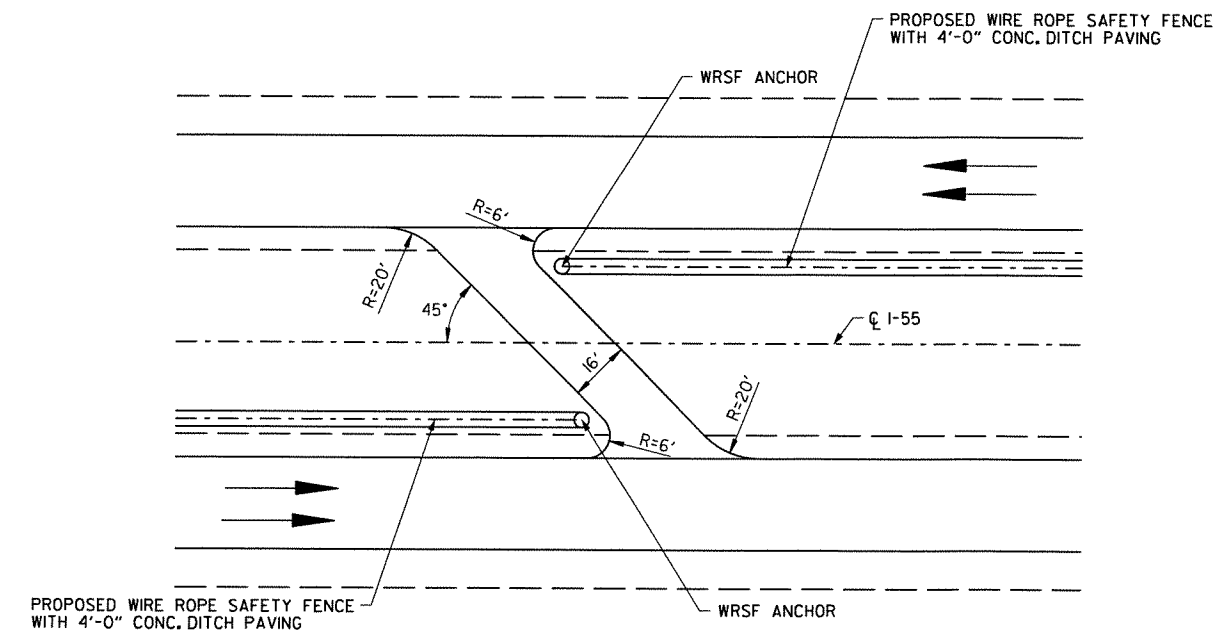 PROPOSED WIRE ROPE SAFETY FENCE
WITH 4'-0" CONC. DITCH PAVING
WRSF ANCHOR
R=6'
R=20'
45°
℄ I-55
16'
R=20'
R=6'
PROPOSED WIRE ROPE SAFETY FENCE
WITH 4'-0" CONC. DITCH PAVING
WRSF ANCHOR